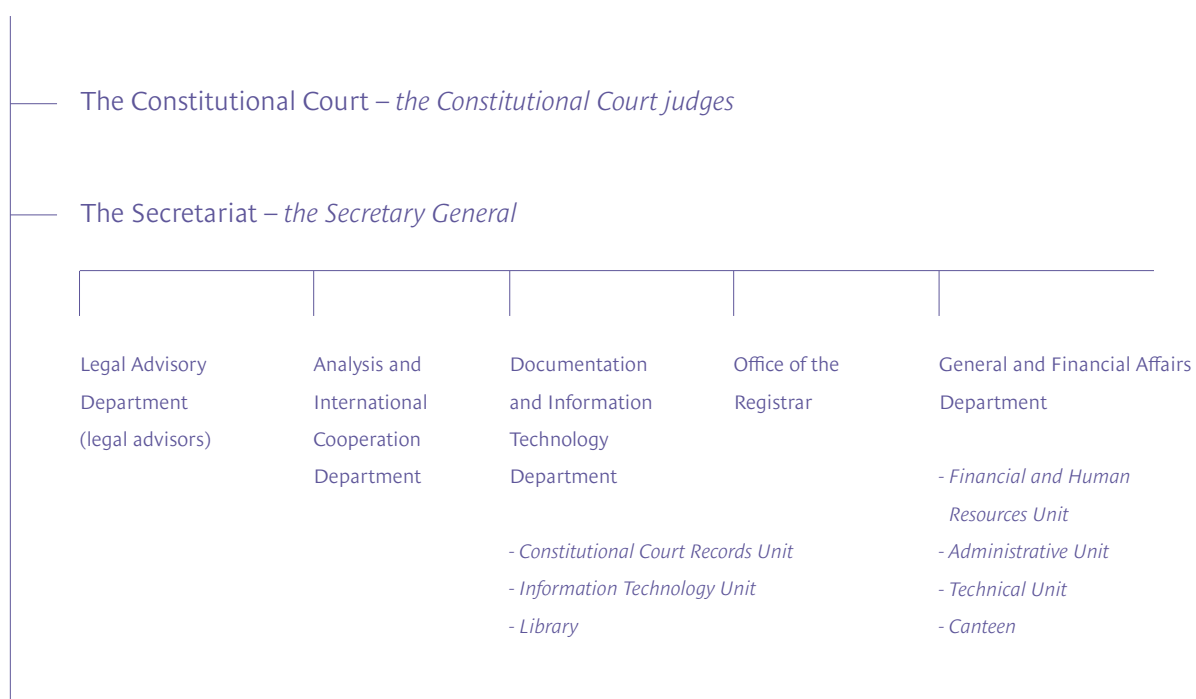 The Constitutional Court – the Constitutional Court judges
The Secretariat – the Secretary General
Legal Advisory
Department
(legal advisors)
Analysis and
International
Cooperation
Department
Documentation
and Information
Technology
Department
- Constitutional Court Records Unit
- Information Technology Unit
- Library
Office of the
Registrar
General and Financial Affairs
Department
- Financial and Human
Resources Unit
- Administrative Unit
- Technical Unit
- Canteen